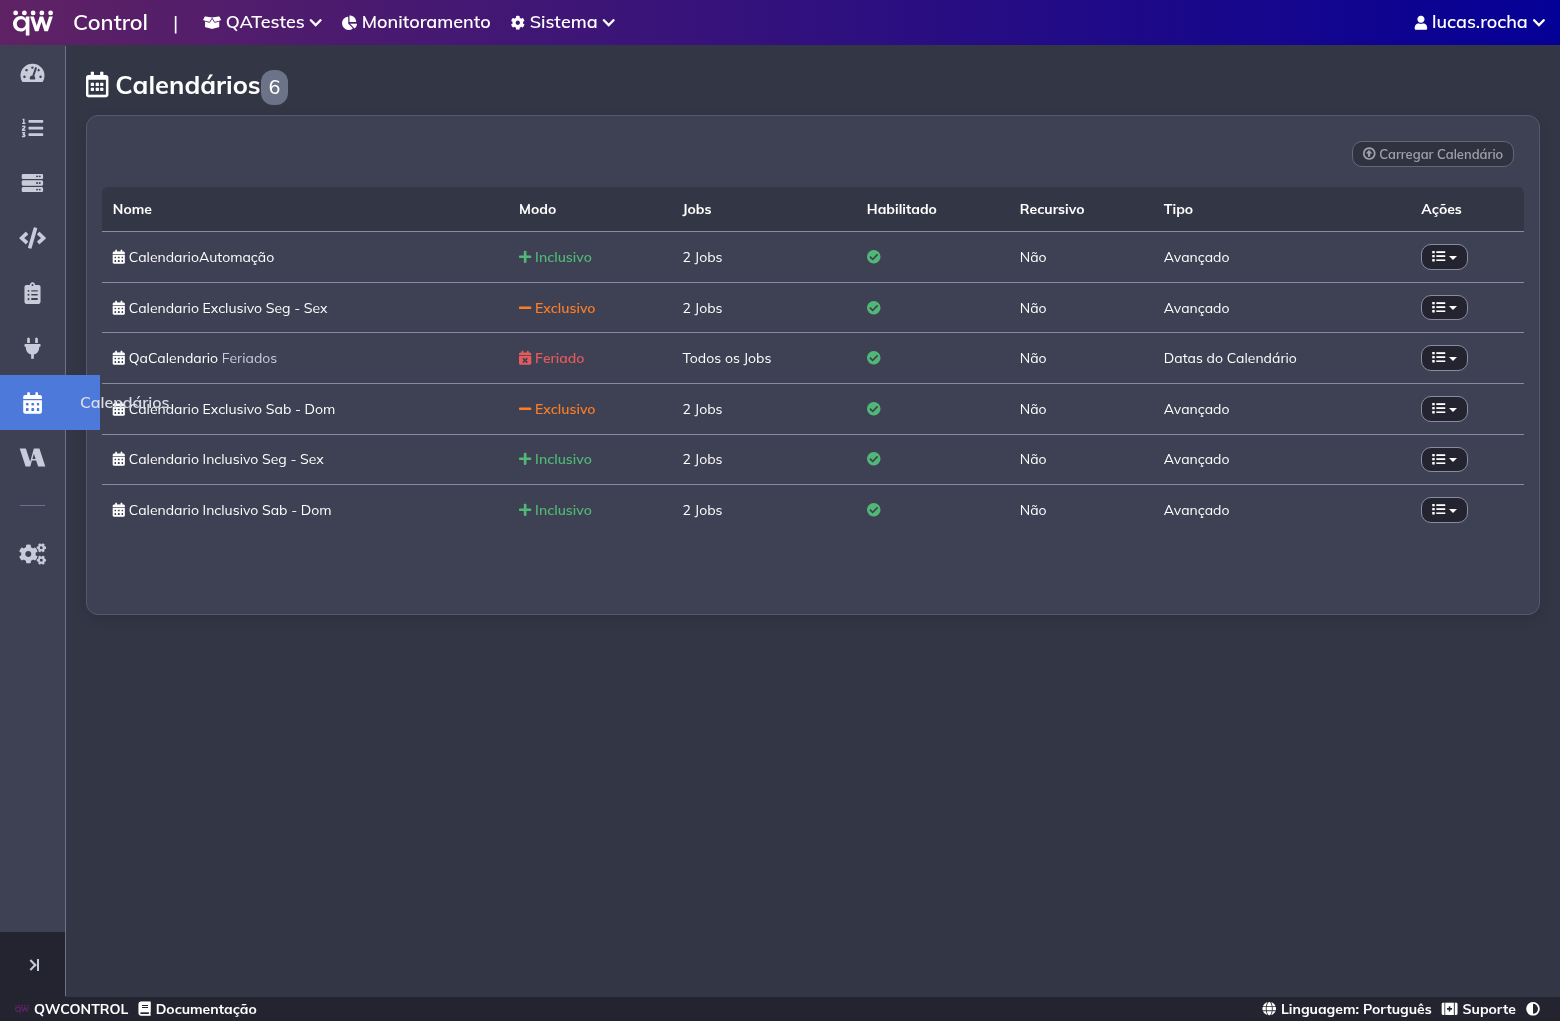 qw Control | QATestes Monitoramento Sistema lucas.rocha
Calendários 6
Carregar Calendário
Nome Modo Jobs Habilitado Recursivo Tipo Ações
CalendarioAutomação Inclusivo 2 Jobs Não Avançado
Calendario Exclusivo Seg - Sex Exclusivo 2 Jobs Não Avançado
QaCalendario Feriados Feriado Todos os Jobs Não Datas do Calendário
Calendários
Calendario Exclusivo Sab - Dom Exclusivo 2 Jobs Não Avançado
Calendario Inclusivo Seg - Sex Inclusivo 2 Jobs Não Avançado
Calendario Inclusivo Sab - Dom Inclusivo 2 Jobs Não Avançado
qw QWCONTROL Documentação Linguagem: Português Suporte